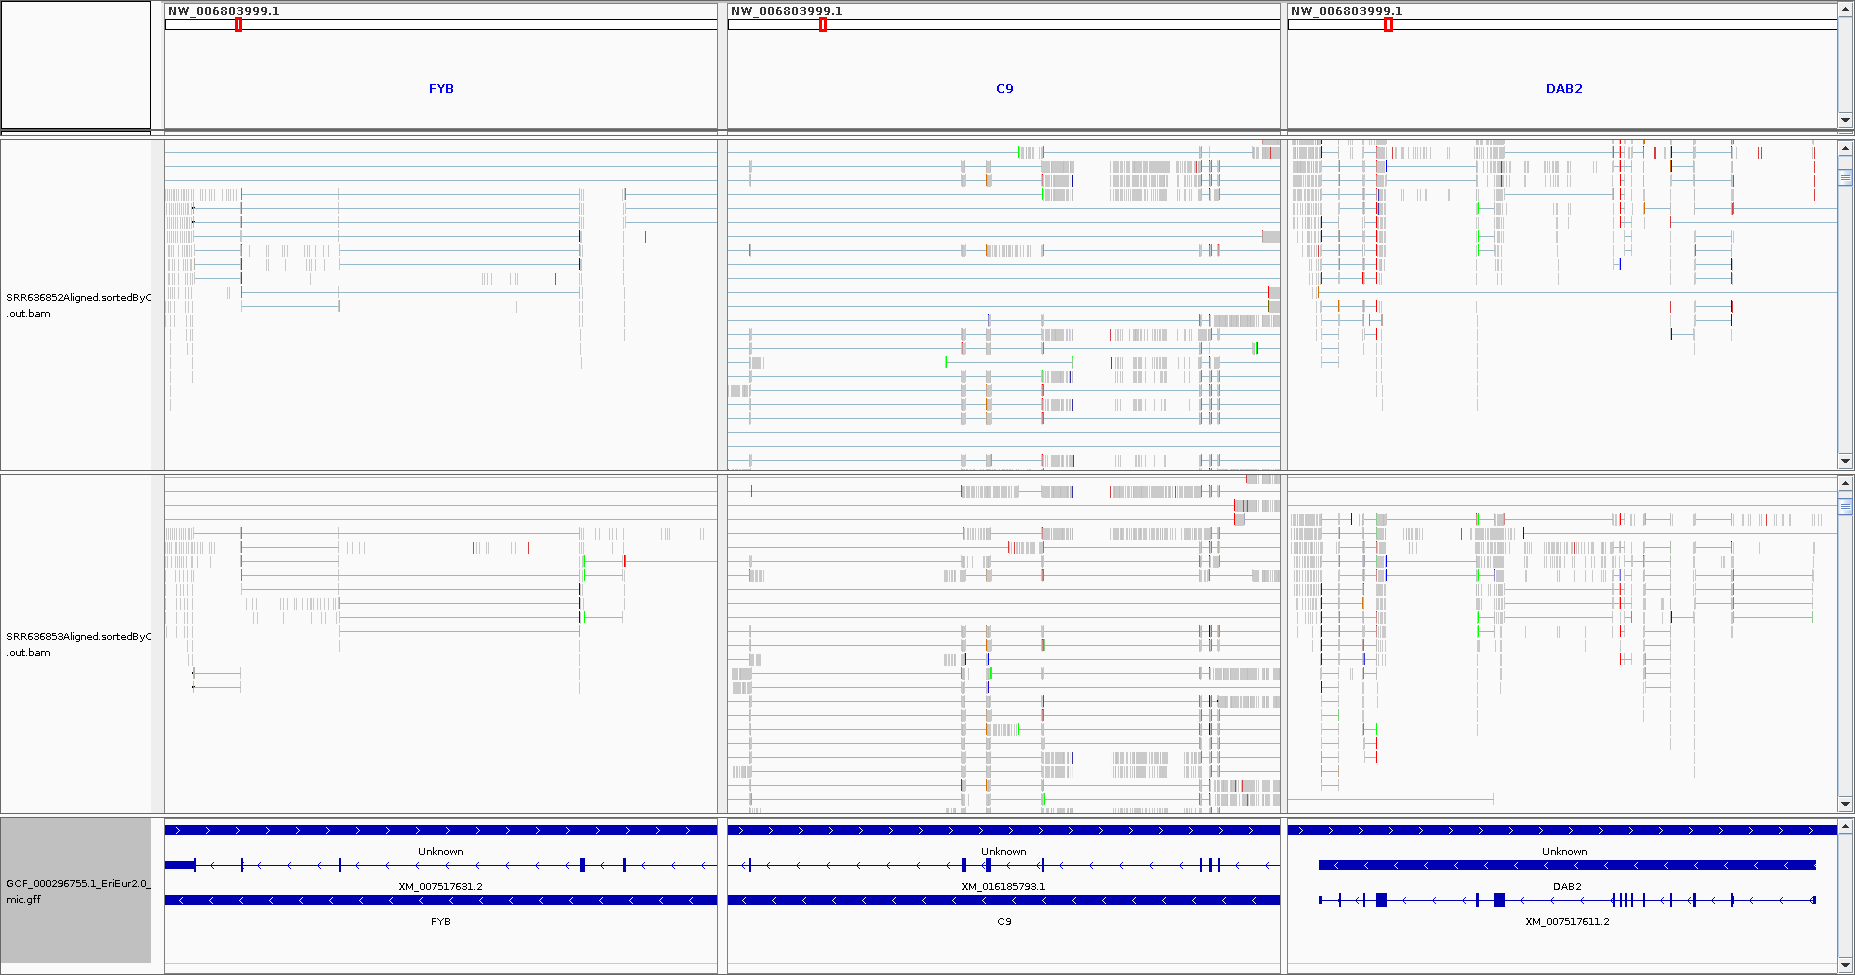 NW_006803999.1
NW_006803999.1
NW_006803999.1
FYB
C9
DAB2
SRR636852Aligned.sortedByC
.out.bam
SRR636853Aligned.sortedByC
.out.bam
GCF_000296755.1_EriEur2.0_
mic.gff
Unknown
XM_007517631.2
FYB
Unknown
XM_016185793.1
C9
Unknown
DAB2
XM_007517611.2